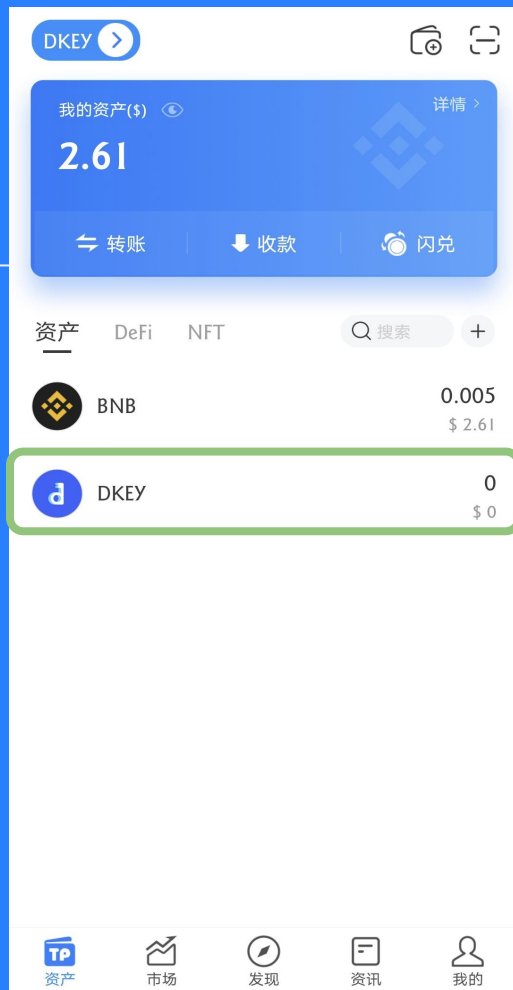 DKEY
我的资产($)
详情 >
2.61
转账
收款
闪兑
资产 DeFi NFT
搜索
BNB
0.005
$ 2.61
d
DKEY
0
$ 0
TP
资产
市场
发现
资讯
我的